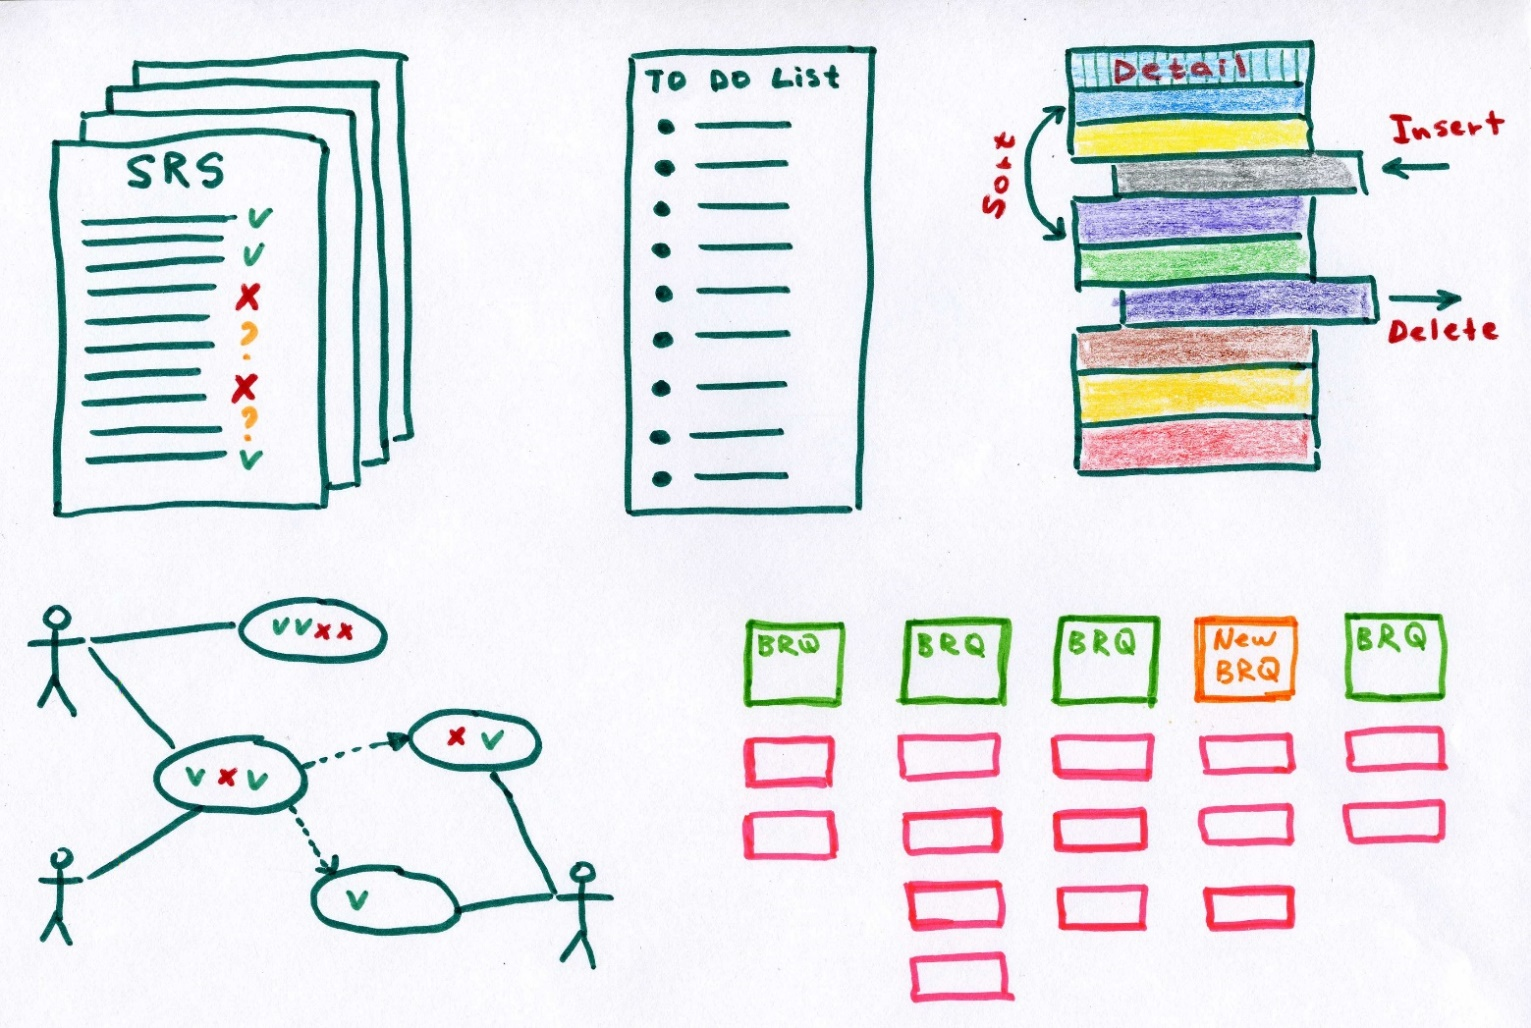 SRS
TO DO List
Detail
Sort
Insert
Delete
BRQ
BRQ
BRQ
New
BRQ
BRQ